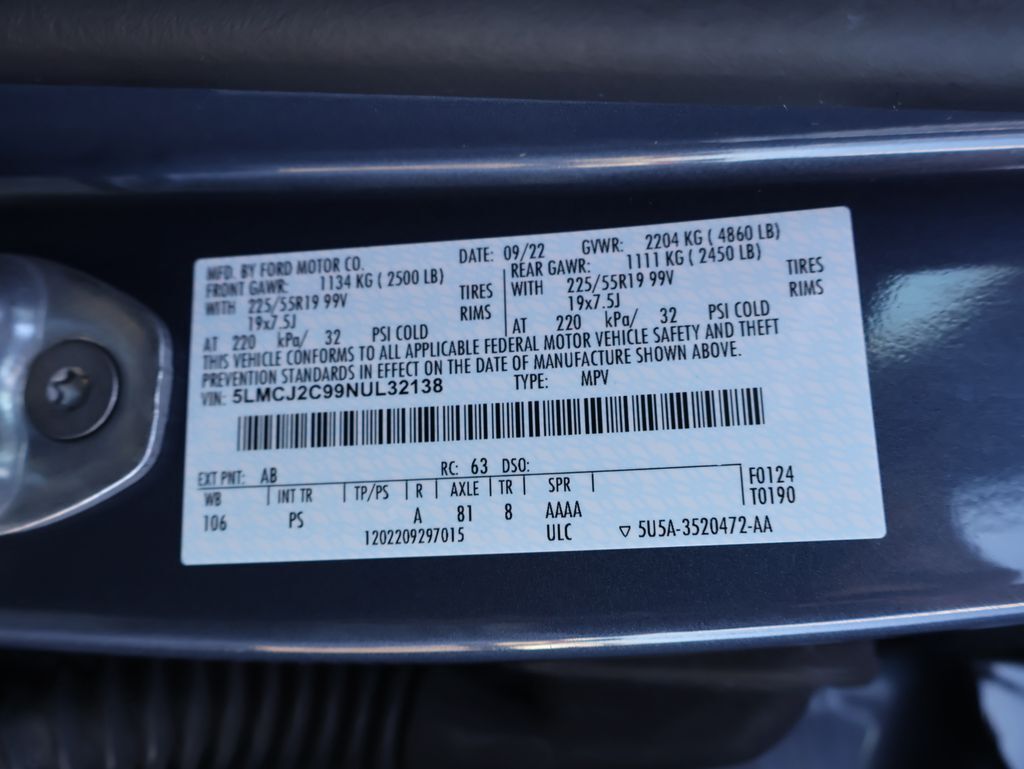 MFD. BY FORD MOTOR CO. DATE: 09/22 GVWR: 2204 KG ( 4860 LB)
FRONT GAWR: 1134 KG ( 2500 LB) REAR GAWR: 1111 KG ( 2450 LB)
WITH 225/55R19 99V TIRES WITH 225/55R19 99V TIRES
19x7.5J RIMS 19x7.5J RIMS
AT 220 kPa/ 32 PSI COLD AT 220 kPa/ 32 PSI COLD
THIS VEHICLE CONFORMS TO ALL APPLICABLE FEDERAL MOTOR VEHICLE SAFETY AND THEFT
PREVENTION STANDARDS IN EFFECT ON THE DATE OF MANUFACTURE SHOWN ABOVE.
VIN: 5LMCJ2C99NUL32138 TYPE: MPV
EXT PNT: AB RC: 63 DSO:
WB INT TR TP/PS R AXLE TR SPR F0124
106 PS A 81 8 AAAA T0190
1202209297015 ULC ▽ 5U5A-3520472-AA